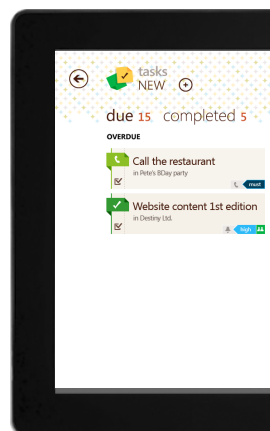 tasks
NEW
due 15 completed 5
OVERDUE
Call the restaurant
in Pete's BDay party
must
Website content 1st edition
in Destiny Ltd.
high